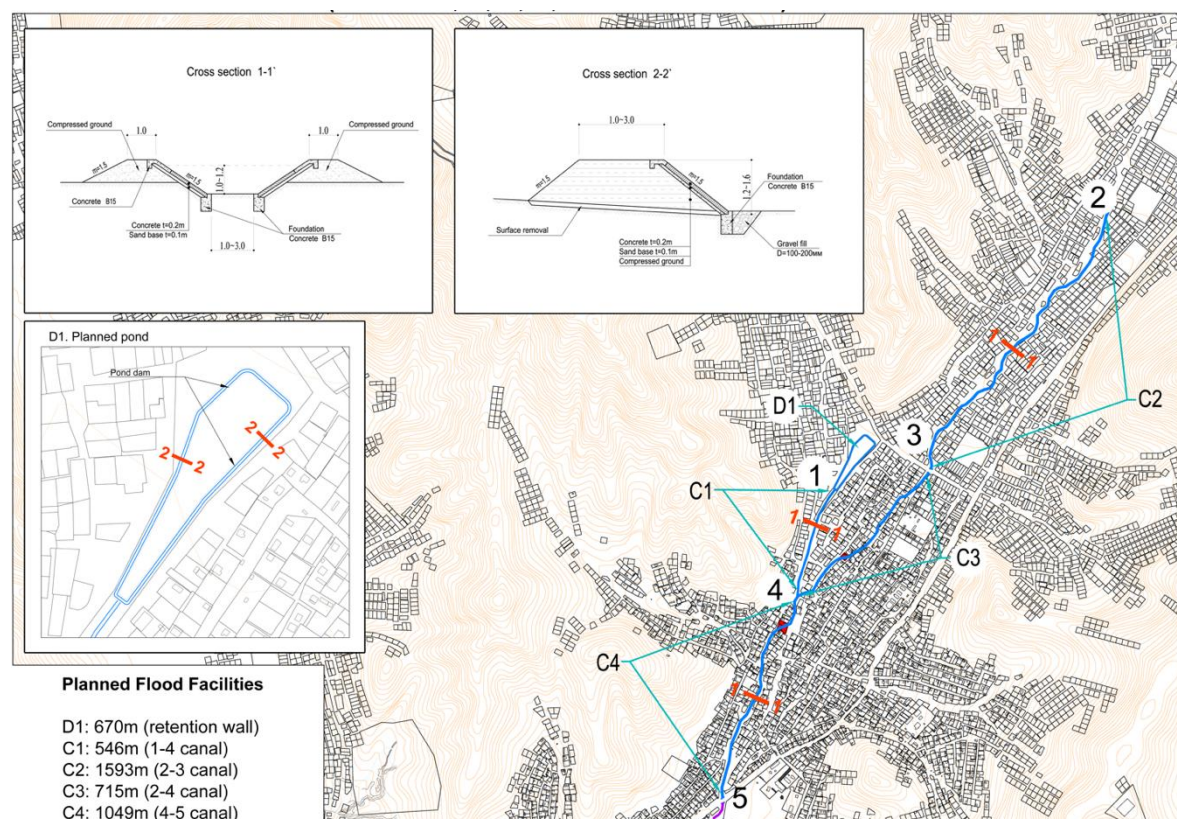 Cross section 1-1`
Compressed ground
1.0
1.0
Compressed ground
m=1.5
m=1.5
1.0~1.2
Concrete B15
Concrete t=0.2m
Sand base t=0.1m
Foundation
Concrete B15
1.0~3.0
Cross section 2-2`
1.0~3.0
m=1.5
m=1.5
1.2~1.6
Foundation
Concrete B15
Surface removal
Concrete t=0.2m
Sand base t=0.1m
Compressed ground
Gravel fill
D=100-200мм
D1. Planned pond
Pond dam
2
2
2
2
2
1
1
C2
D1
3
1
C1
1
1
C3
4
C4
1
1
5
Planned Flood Facilities
D1: 670m (retention wall)
C1: 546m (1-4 canal)
C2: 1593m (2-3 canal)
C3: 715m (2-4 canal)
C4: 1049m (4-5 canal)